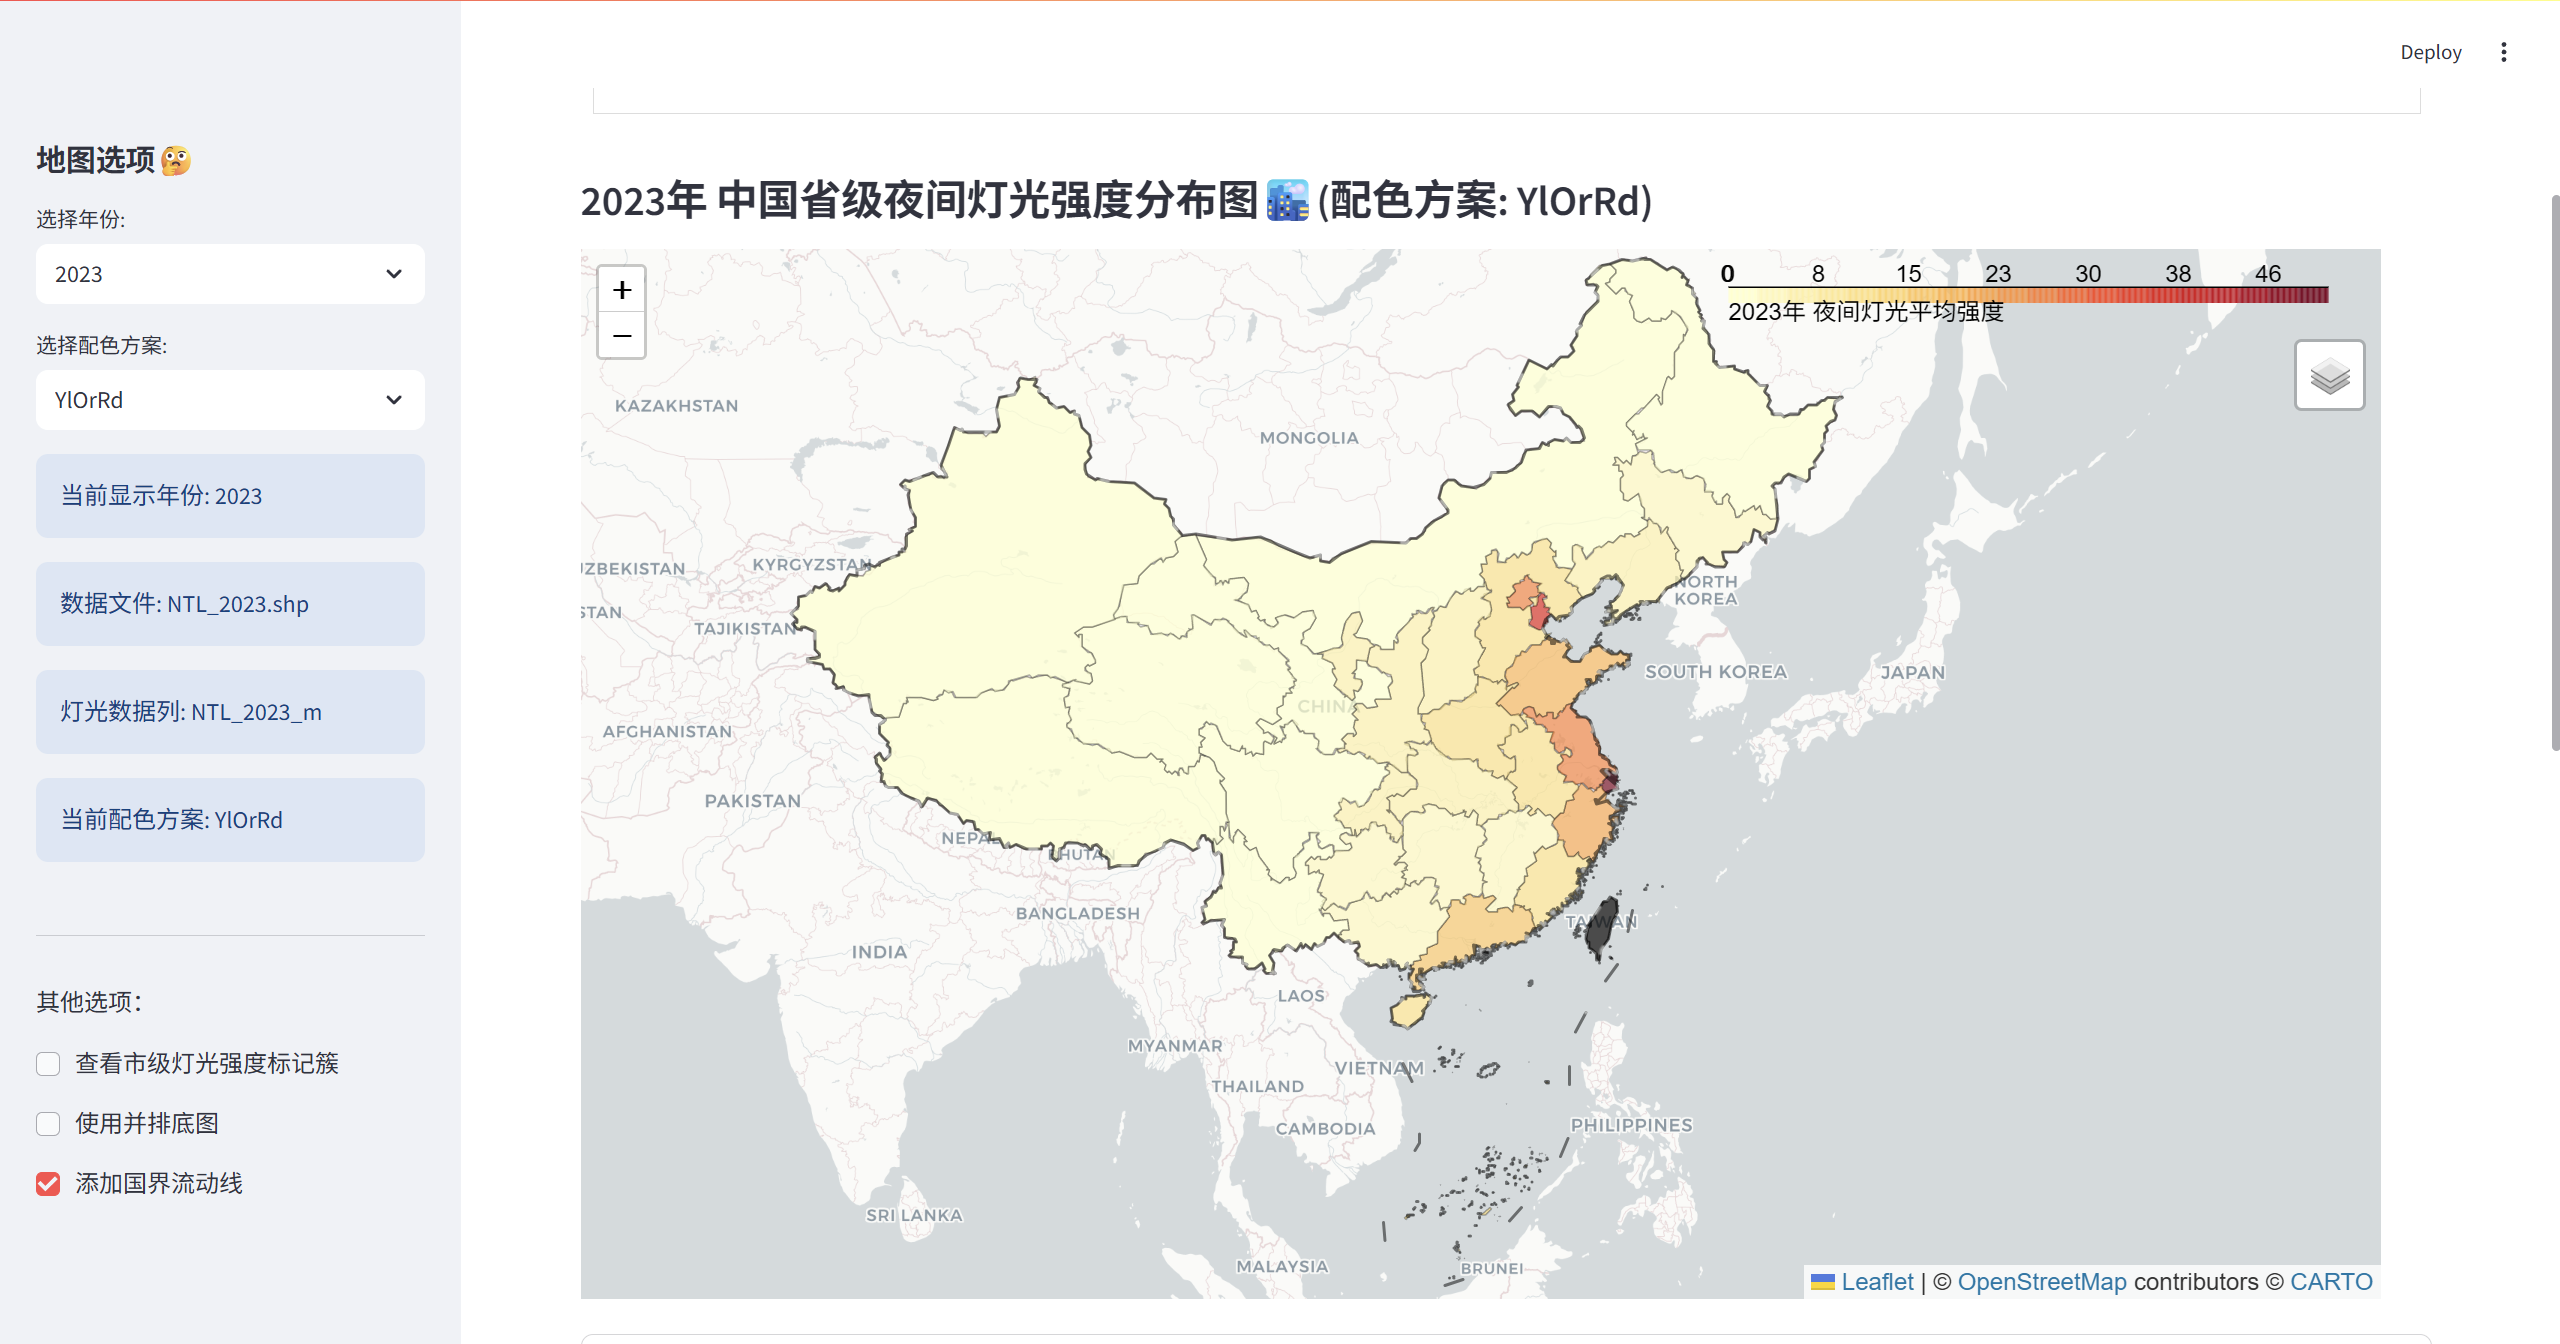 Deploy
地图选项
选择年份:
2023
选择配色方案:
YlOrRd
当前显示年份: 2023
数据文件: NTL_2023.shp
灯光数据列: NTL_2023_m
当前配色方案: YlOrRd
其他选项：
查看市级灯光强度标记簇
使用并排底图
添加国界流动线
2023年 中国省级夜间灯光强度分布图 (配色方案: YlOrRd)
+
−
0 8 15 23 30 38 46
2023年 夜间灯光平均强度
KAZAKHSTAN
MONGOLIA
UZBEKISTAN
KYRGYZSTAN
STAN
TAJIKISTAN
NORTH
KOREA
SOUTH KOREA
JAPAN
CHINA
AFGHANISTAN
PAKISTAN
NEPAL
BHUTAN
BANGLADESH
TAIWAN
INDIA
LAOS
MYANMAR
VIETNAM
THAILAND
CAMBODIA
PHILIPPINES
SRI LANKA
MALAYSIA
BRUNEI
Leaflet | © OpenStreetMap contributors © CARTO